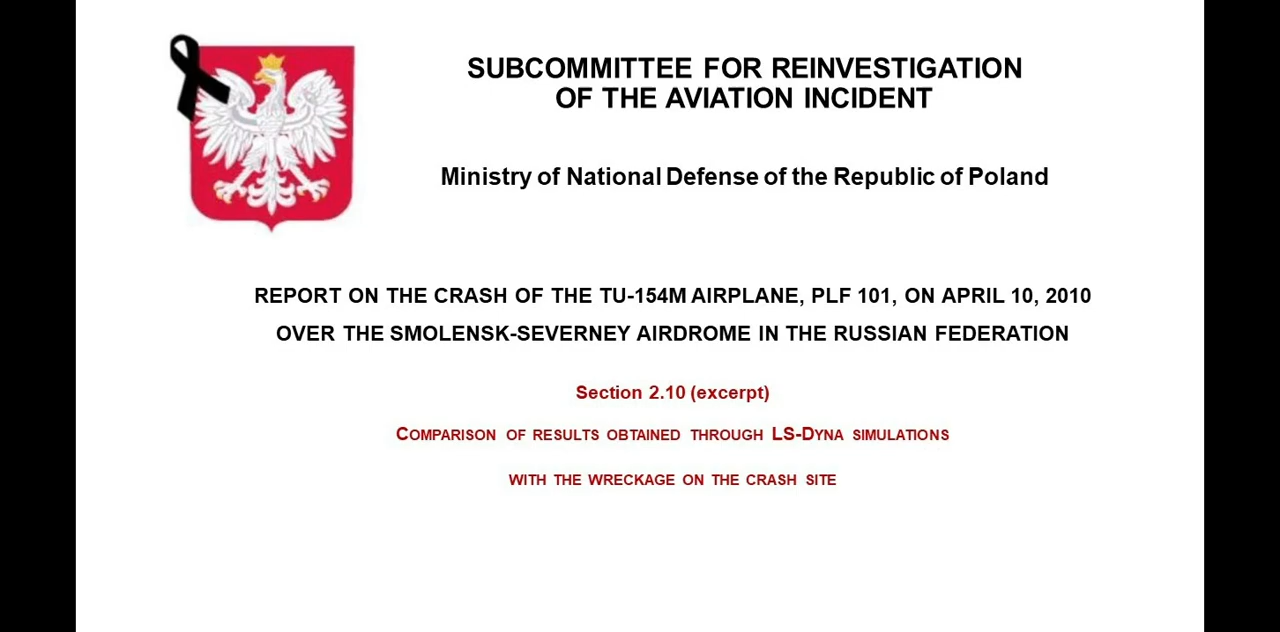 SUBCOMMITTEE FOR REINVESTIGATION
OF THE AVIATION INCIDENT
Ministry of National Defense of the Republic of Poland
REPORT ON THE CRASH OF THE TU-154M AIRPLANE, PLF 101, ON APRIL 10, 2010
OVER THE SMOLENSK-SEVERNEY AIRDROME IN THE RUSSIAN FEDERATION
Section 2.10 (excerpt)
COMPARISON OF RESULTS OBTAINED THROUGH LS-DYNA SIMULATIONS
WITH THE WRECKAGE ON THE CRASH SITE